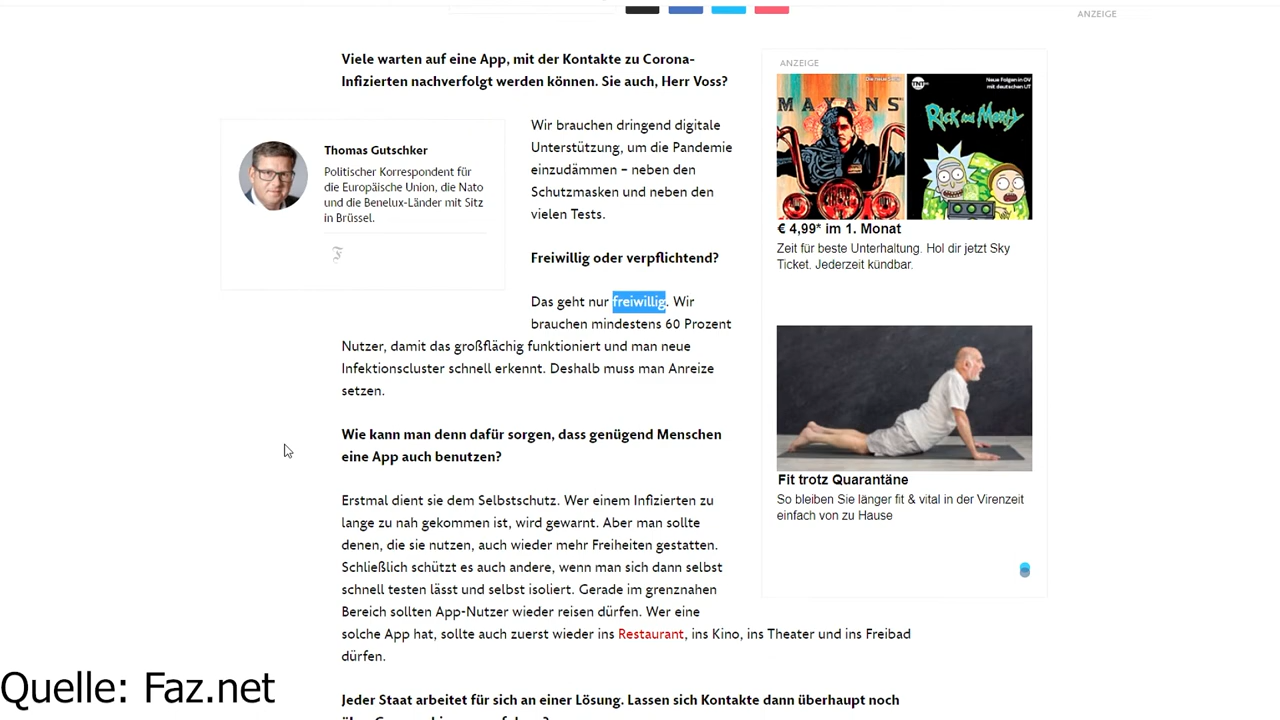 ANZEIGE
Viele warten auf eine App, mit der Kontakte zu Corona-
Infizierten nachverfolgt werden können. Sie auch, Herr Voss?
Thomas Gutschker
Politischer Korrespondent für
die Europäische Union, die Nato
und die Benelux-Länder mit Sitz
in Brüssel.
Wir brauchen dringend digitale
Unterstützung, um die Pandemie
einzudämmen – neben den
Schutzmasken und neben den
vielen Tests.
Freiwillig oder verpflichtend?
Das geht nur freiwillig. Wir
brauchen mindestens 60 Prozent
Nutzer, damit das großflächig funktioniert und man neue
Infektionscluster schnell erkennt. Deshalb muss man Anreize
setzen.
Wie kann man denn dafür sorgen, dass genügend Menschen
eine App auch benutzen?
Erstmal dient sie dem Selbstschutz. Wer einem Infizierten zu
lange zu nah gekommen ist, wird gewarnt. Aber man sollte
denen, die sie nutzen, auch wieder mehr Freiheiten gestatten.
Schließlich schützt es auch andere, wenn man sich dann selbst
schnell testen lässt und selbst isoliert. Gerade im grenznahen
Bereich sollten App-Nutzer wieder reisen dürfen. Wer eine
solche App hat, sollte auch zuerst wieder ins Restaurant, ins Kino, ins Theater und ins Freibad
dürfen.
Jeder Staat arbeitet für sich an einer Lösung. Lassen sich Kontakte dann überhaupt noch
ANZEIGE
MAYANS
TNT
Neue Folgen in OV
mit deutschen UT
Rick and Morty
€ 4,99* im 1. Monat
Zeit für beste Unterhaltung. Hol dir jetzt Sky
Ticket. Jederzeit kündbar.
Fit trotz Quarantäne
So bleiben Sie länger fit & vital in der Virenzeit
einfach von zu Hause
Quelle: Faz.net